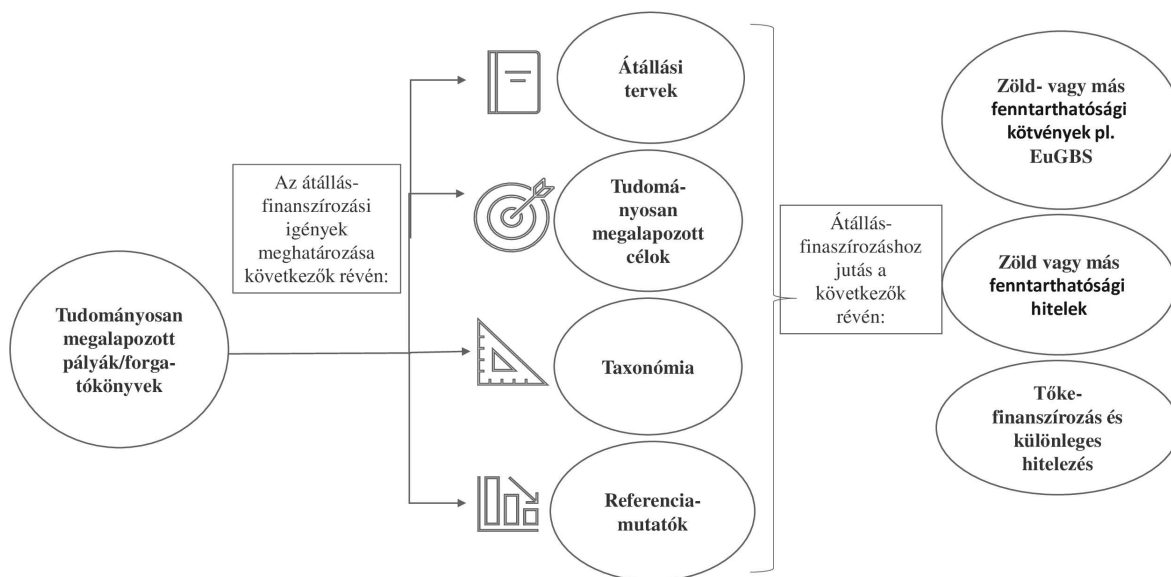 Tudományosan
megalapozott
pályák/forga-
tókönyvek
Az átállás-
finanszírozási
igények
meghatározása
következők révén:
Átállási
tervek
Tudomá-
nyosan
megalapozott
célok
Taxonómia
Referencia-
mutatók
Átállás-
finaszírozáshoz
jutás a
következők
révén:
Zöld- vagy más
fenntarthatósági
kötvények pl.
EuGBS
Zöld vagy más
fenntarthatósági
hitelek
Tőke-
finanszírozás és
különleges
hitelezés